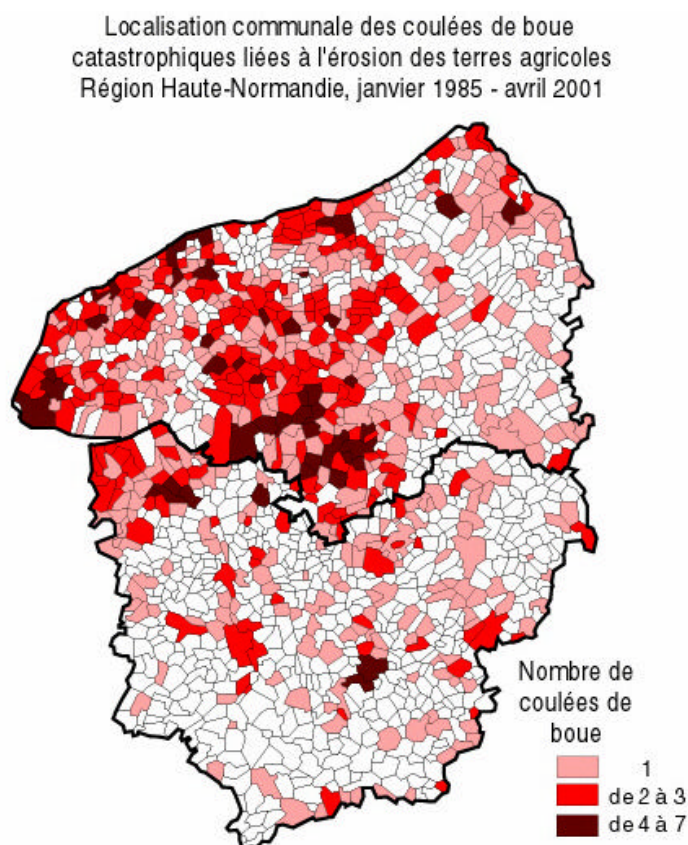 Localisation communale des coulées de boue
catastrophiques liées à l'érosion des terres agricoles
Région Haute-Normandie, janvier 1985 - avril 2001
Nombre de
coulées de
boue
1
de 2 à 3
de 4 à 7